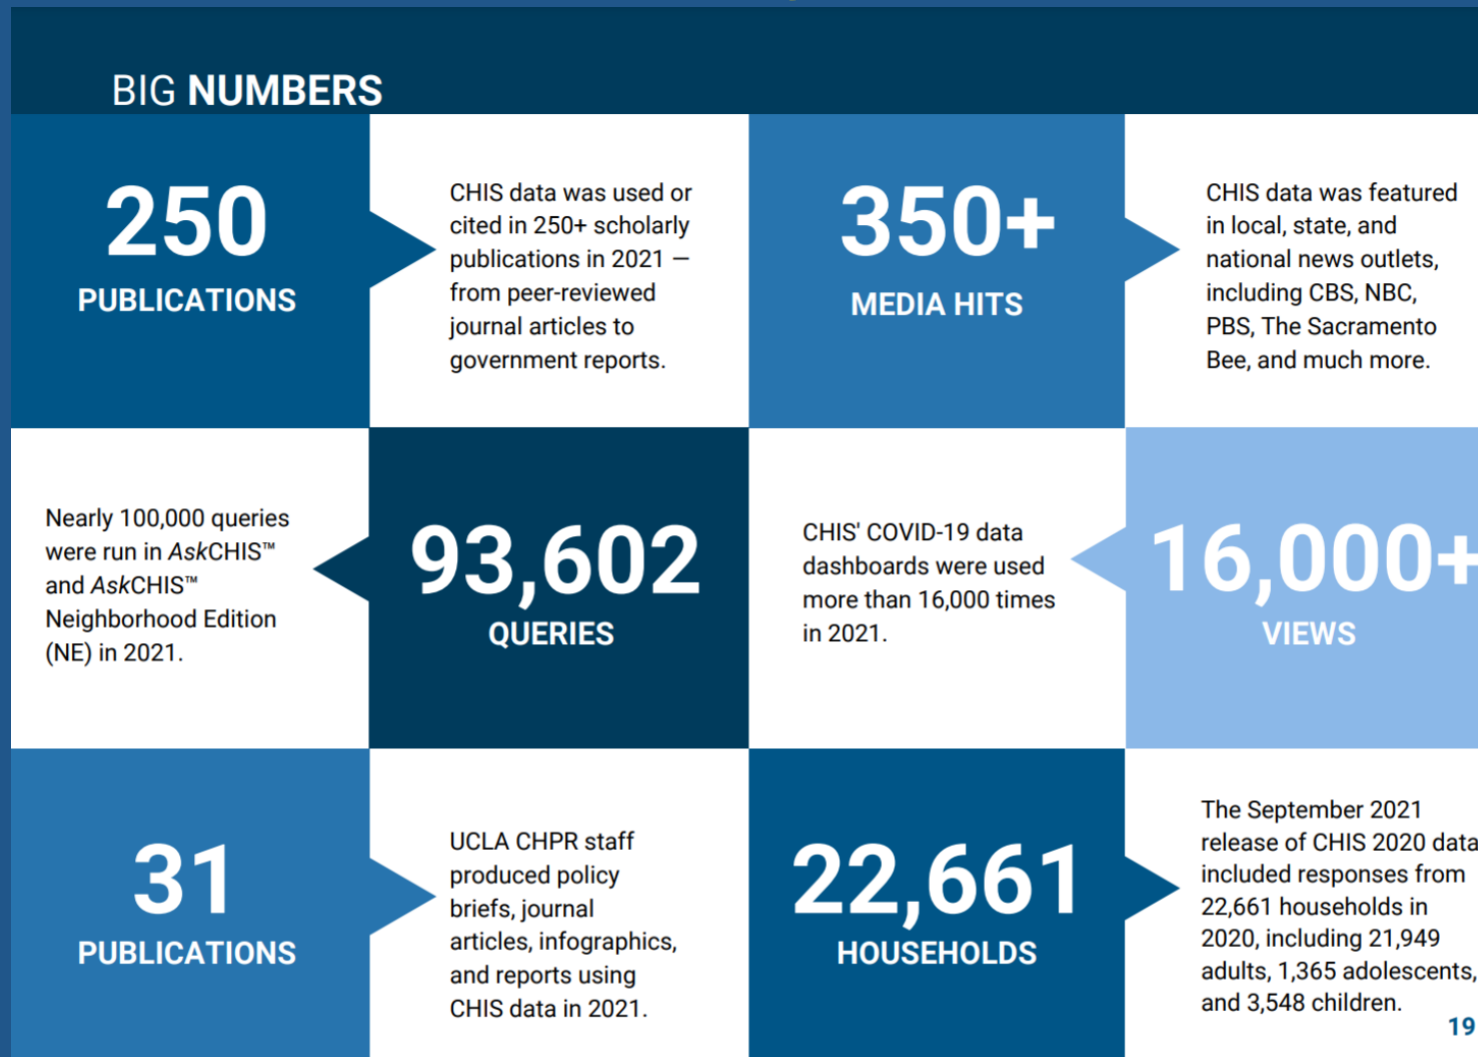 BIG NUMBERS
250
PUBLICATIONS
CHIS data was used or
cited in 250+ scholarly
publications in 2021 —
from peer-reviewed
journal articles to
government reports.
350+
MEDIA HITS
CHIS data was featured
in local, state, and
national news outlets,
including CBS, NBC,
PBS, The Sacramento
Bee, and much more.
Nearly 100,000 queries
were run in AskCHIS™
and AskCHIS™
Neighborhood Edition
(NE) in 2021.
93,602
QUERIES
CHIS' COVID-19 data
dashboards were used
more than 16,000 times
in 2021.
16,000+
VIEWS
31
PUBLICATIONS
UCLA CHPR staff
produced policy
briefs, journal
articles, infographics,
and reports using
CHIS data in 2021.
22,661
HOUSEHOLDS
The September 2021
release of CHIS 2020 data
included responses from
22,661 households in
2020, including 21,949
adults, 1,365 adolescents,
and 3,548 children.
19